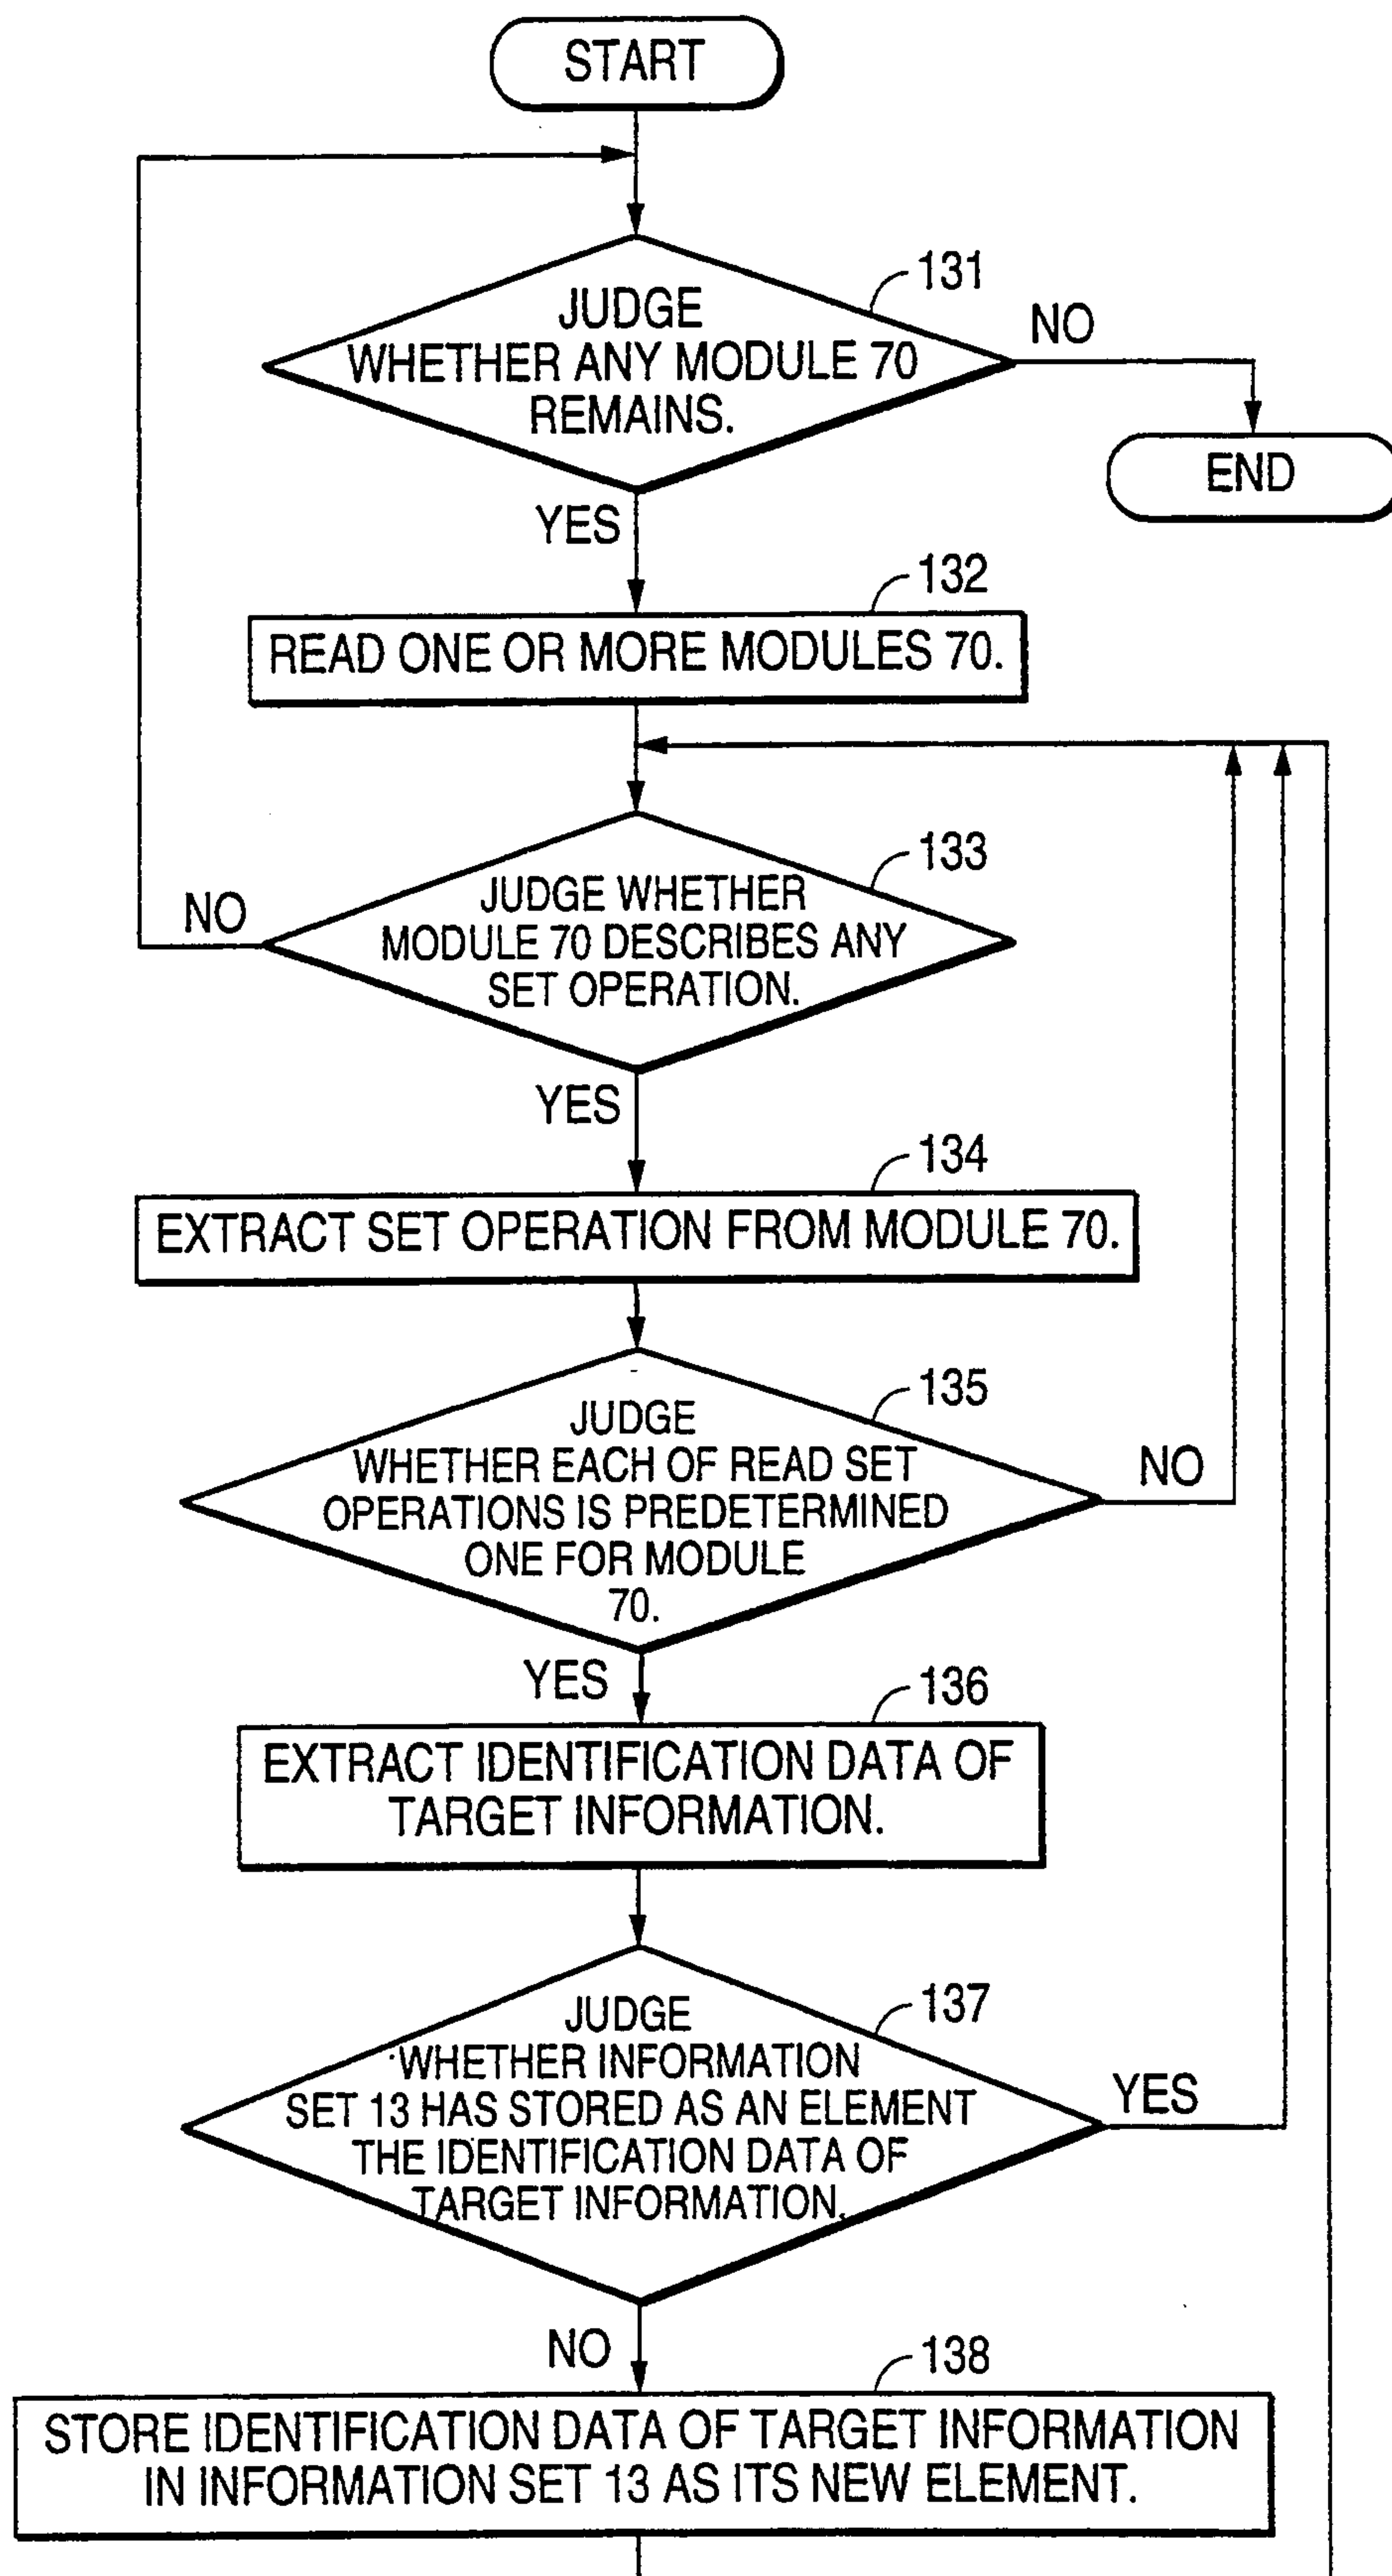 START
131
JUDGE
WHETHER ANY MODULE 70
REMAINS.
NO
END
YES
132
READ ONE OR MORE MODULES 70.
133
JUDGE WHETHER
MODULE 70 DESCRIBES ANY
SET OPERATION.
NO
YES
134
EXTRACT SET OPERATION FROM MODULE 70.
135
JUDGE
WHETHER EACH OF READ SET
OPERATIONS IS PREDETERMINED
ONE FOR MODULE
70.
NO
YES
136
EXTRACT IDENTIFICATION DATA OF
TARGET INFORMATION.
137
JUDGE
WHETHER INFORMATION
SET 13 HAS STORED AS AN ELEMENT
THE IDENTIFICATION DATA OF
TARGET INFORMATION.
YES
NO
138
STORE IDENTIFICATION DATA OF TARGET INFORMATION
IN INFORMATION SET 13 AS ITS NEW ELEMENT.